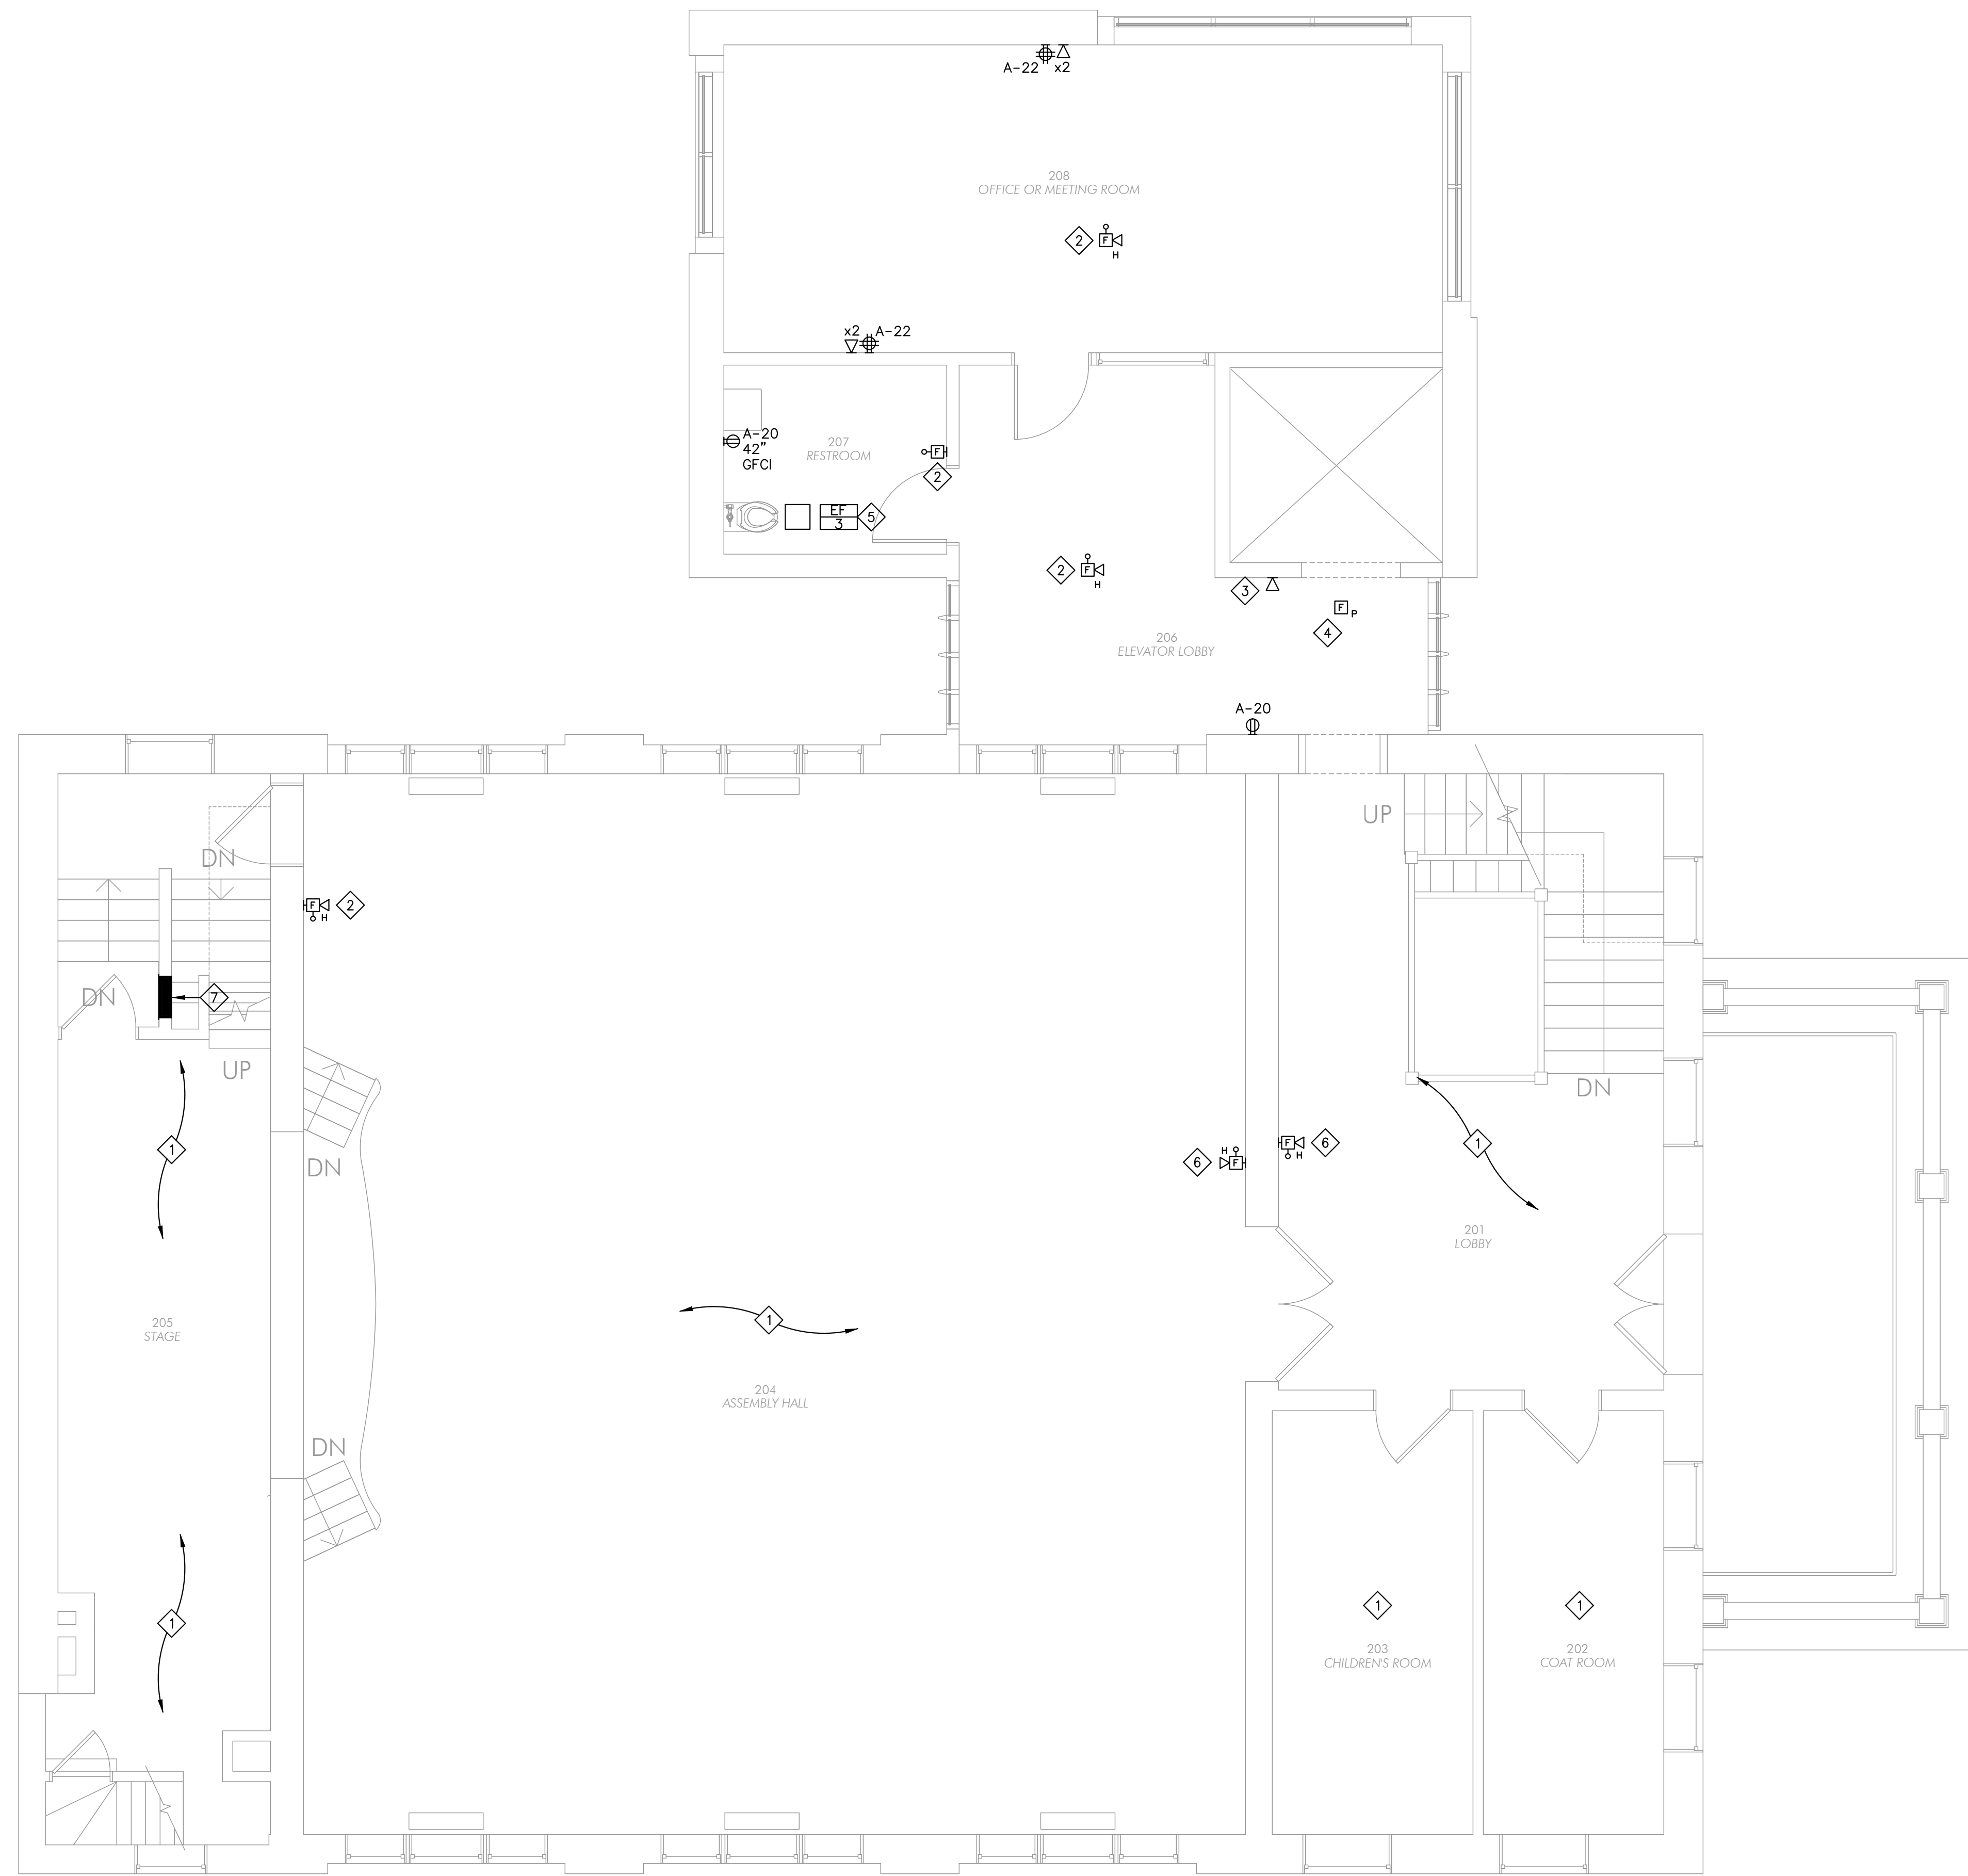 A-22 x2
208
OFFICE OR MEETING ROOM
2 F
H
x2 A-22
A-20
42"
GFCI
207
RESTROOM
F
2
EF
3
5
2 F
H
3
F P
4
206
ELEVATOR LOBBY
A-20
UP
DN
F 2
H
DN
7
UP
DN
1
DN
H
6 F
F 6
H
1
201
LOBBY
1
205
STAGE
204
ASSEMBLY HALL
DN
1
1
203
CHILDREN'S ROOM
1
202
COAT ROOM
1